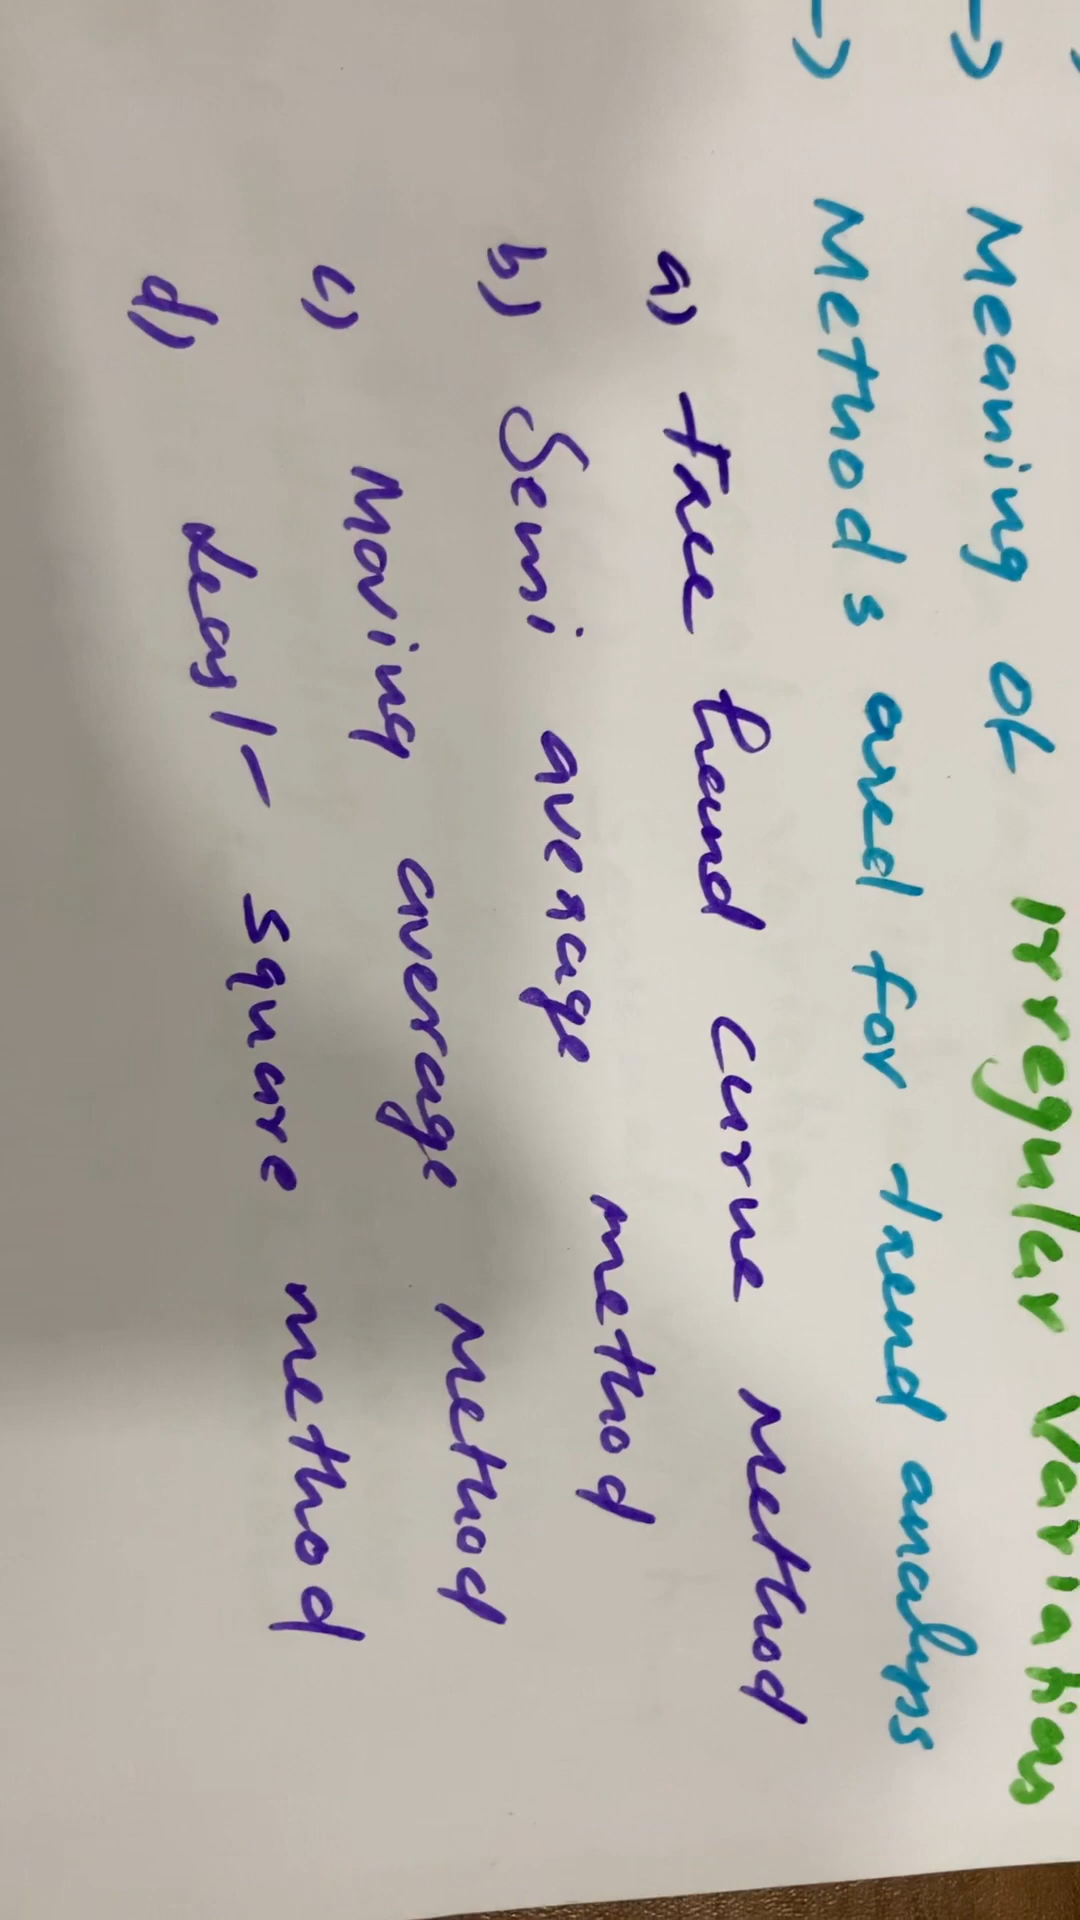 → Meaning of irregular variations
→ Methods used for trend analys
a) free hand curve method
b) Semi average method
c) Moving average method
d) Least square method